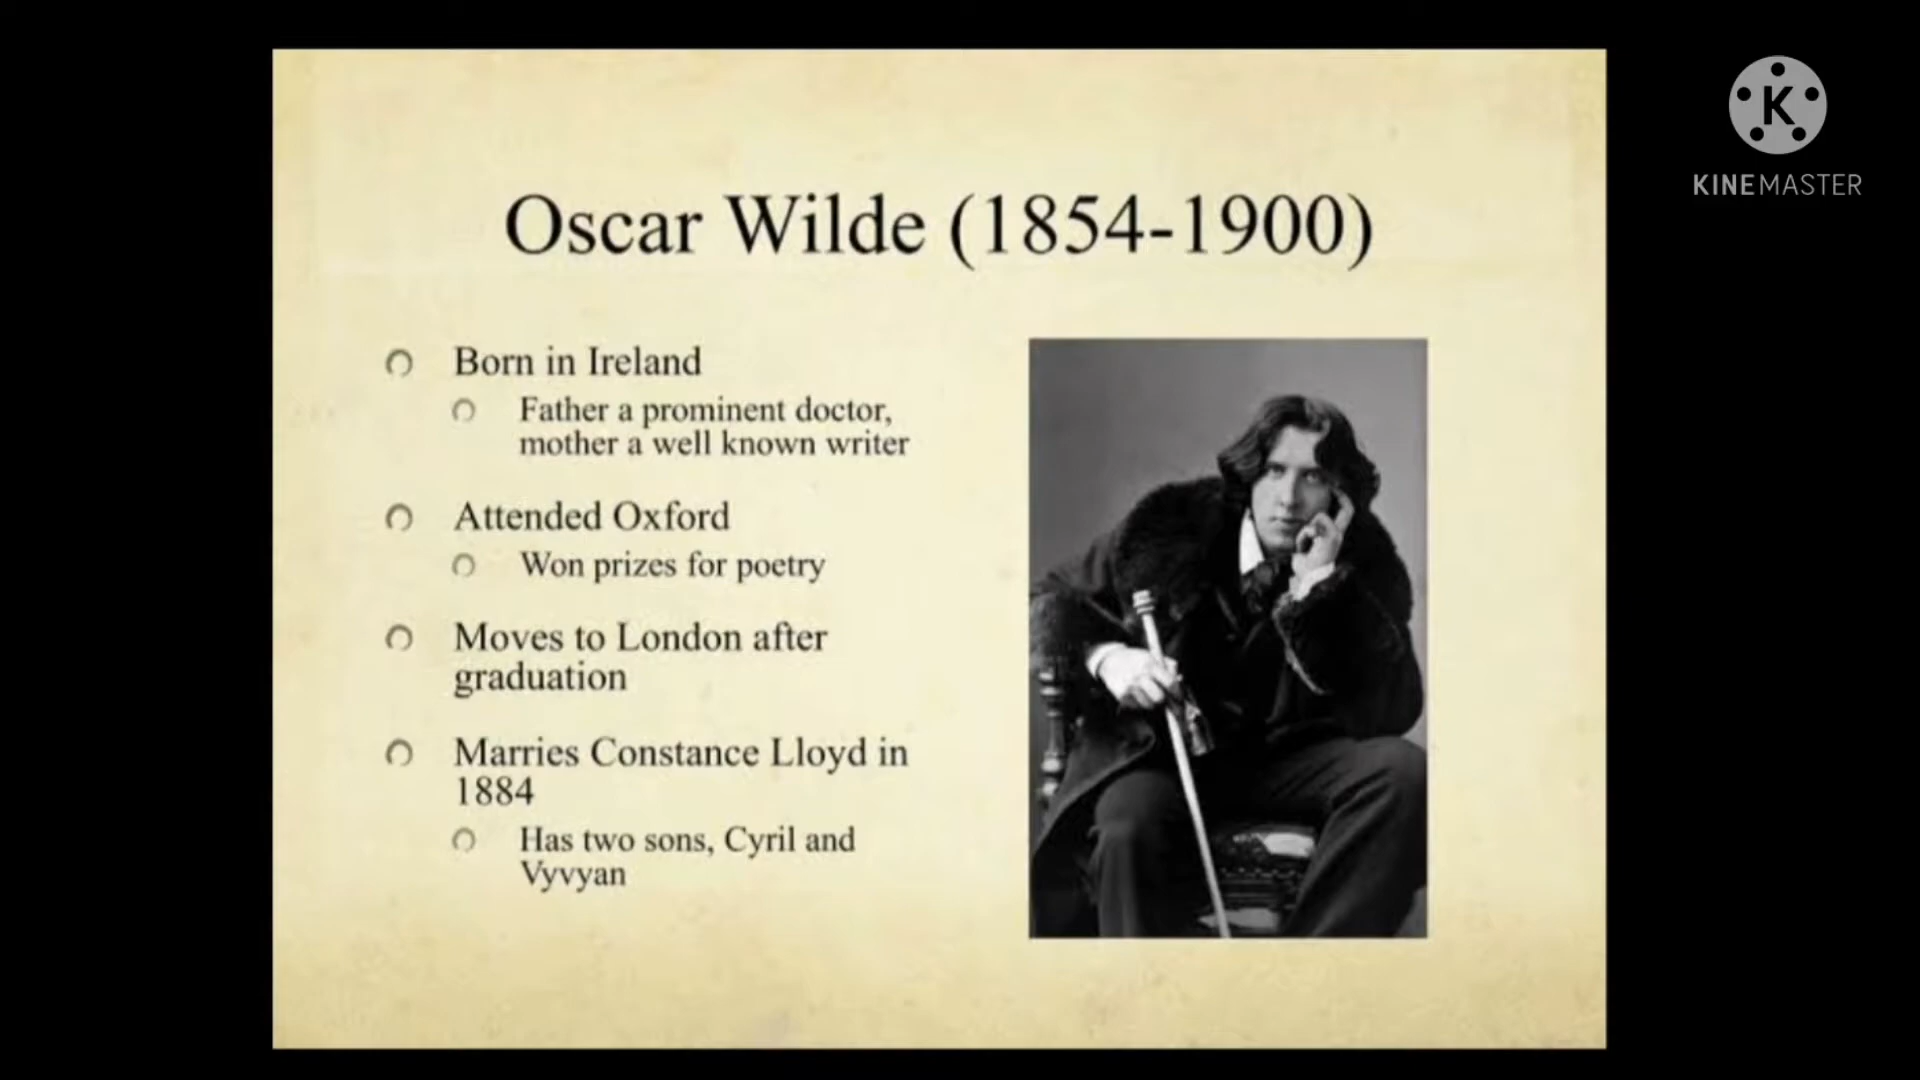 Oscar Wilde (1854-1900)
Born in Ireland
Father a prominent doctor,
mother a well known writer
Attended Oxford
Won prizes for poetry
Moves to London after
graduation
Marries Constance Lloyd in
1884
Has two sons, Cyril and
Vyvyan
K
KINEMASTER